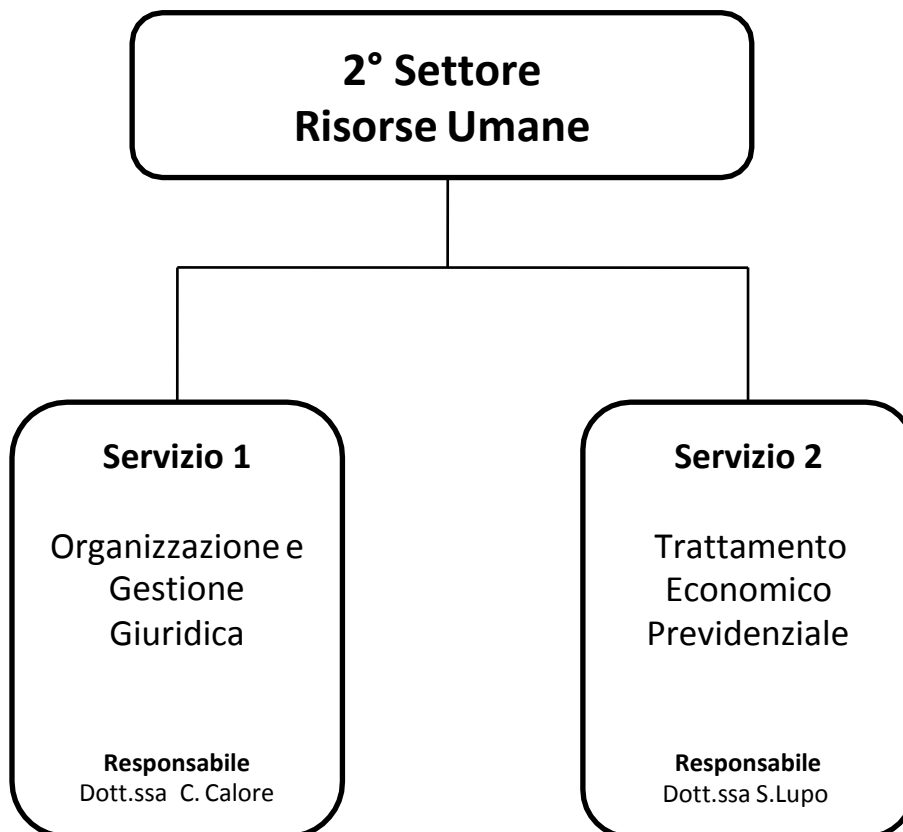 2° Settore
Risorse Umane
Servizio 1
Organizzazione e
Gestione
Giuridica
Responsabile
Dott.ssa C. Calore
Servizio 2
Trattamento
Economico
Previdenziale
Responsabile
Dott.ssa S.Lupo